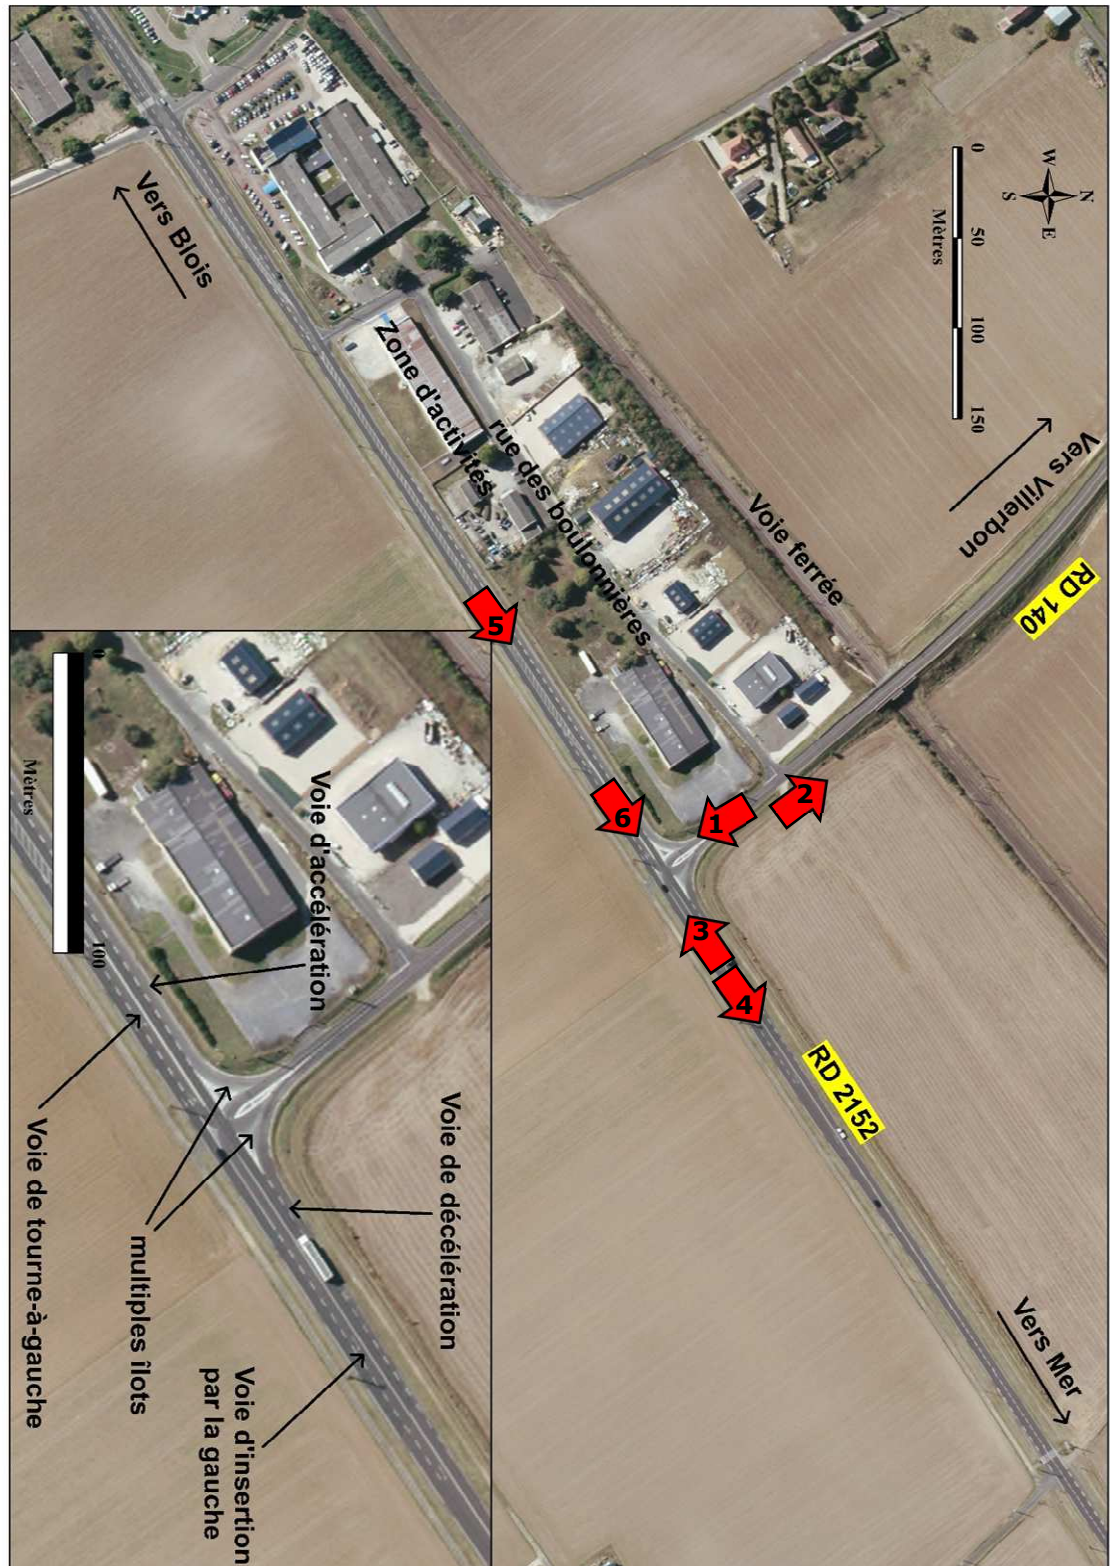 N
W
E
S
0
50
100
150
Mètres
Vers Villerbon
RD 140
Vers Blois
Zone d'activités
rue des boulonnières
Voie ferrée
5
2
1
6
3
4
RD 2152
Vers Mer
0
100
Mètres
Voie d'accélération
Voie de décélération
Voie de tourne-à-gauche
multiples îlots
Voie d'insertion
par la gauche